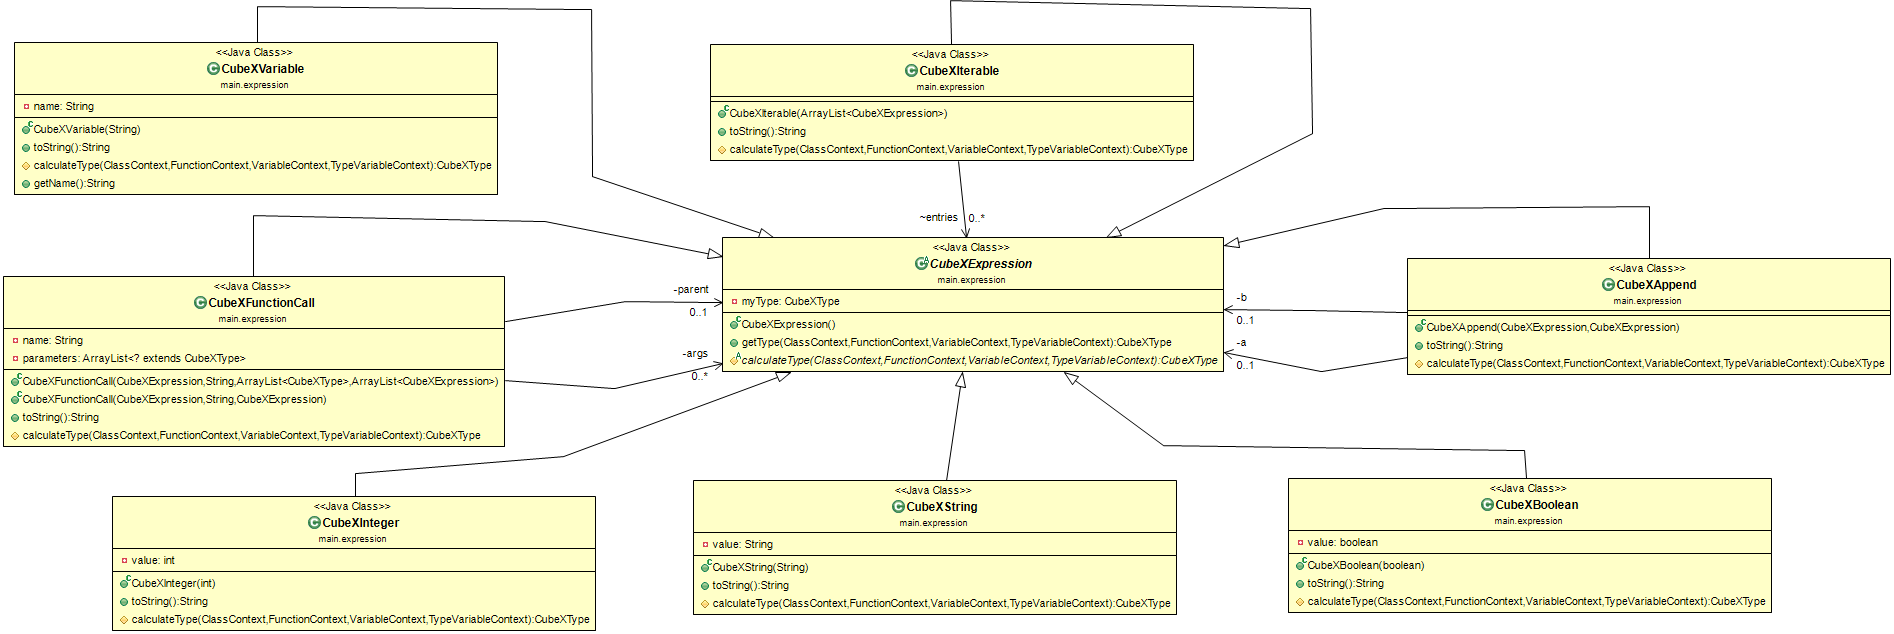 <<Java Class>>
CubeXVariable
main.expression
name: String
CubeXVariable(String)
toString():String
calculateType(ClassContext,FunctionContext,VariableContext,TypeVariableContext):CubeXType
getName():String
<<Java Class>>
CubeXIterable
main.expression
CubeXIterable(ArrayList<CubeXExpression>)
toString():String
calculateType(ClassContext,FunctionContext,VariableContext,TypeVariableContext):CubeXType
~entries
0..*
<<Java Class>>
CubeXExpression
main.expression
myType: CubeXType
CubeXExpression()
getType(ClassContext,FunctionContext,VariableContext,TypeVariableContext):CubeXType
calculateType(ClassContext,FunctionContext,VariableContext,TypeVariableContext):CubeXType
<<Java Class>>
CubeXFunctionCall
main.expression
name: String
parameters: ArrayList<? extends CubeXType>
CubeXFunctionCall(CubeXExpression,String,ArrayList<CubeXType>,ArrayList<CubeXExpression>)
CubeXFunctionCall(CubeXExpression,String,CubeXExpression)
toString():String
calculateType(ClassContext,FunctionContext,VariableContext,TypeVariableContext):CubeXType
-parent
0..1
-args
0..*
-b
0..1
-a
0..1
<<Java Class>>
CubeXAppend
main.expression
CubeXAppend(CubeXExpression,CubeXExpression)
toString():String
calculateType(ClassContext,FunctionContext,VariableContext,TypeVariableContext):CubeXType
<<Java Class>>
CubeXInteger
main.expression
value: int
CubeXInteger(int)
toString():String
calculateType(ClassContext,FunctionContext,VariableContext,TypeVariableContext):CubeXType
<<Java Class>>
CubeXString
main.expression
value: String
CubeXString(String)
toString():String
calculateType(ClassContext,FunctionContext,VariableContext,TypeVariableContext):CubeXType
<<Java Class>>
CubeXBoolean
main.expression
value: boolean
CubeXBoolean(boolean)
toString():String
calculateType(ClassContext,FunctionContext,VariableContext,TypeVariableContext):CubeXType